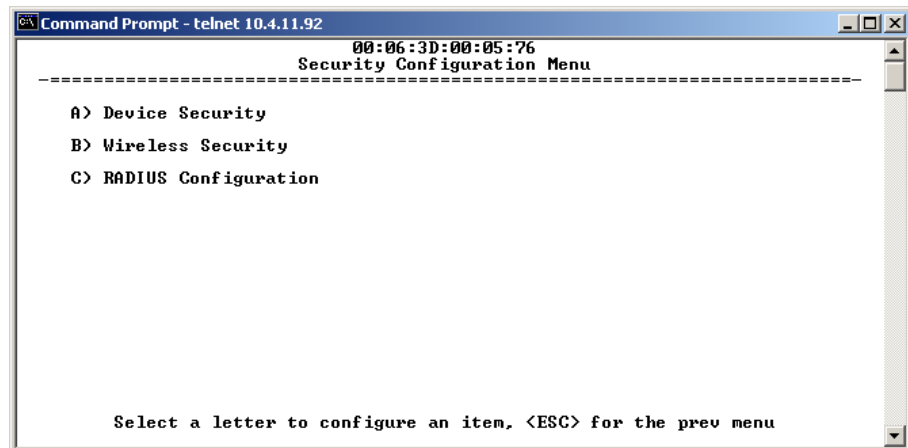 Command Prompt - telnet 10.4.11.92
00:06:3D:00:05:76
Security Configuration Menu
-==============================================================================-
A) Device Security
B) Wireless Security
C) RADIUS Configuration
Select a letter to configure an item, <ESC> for the prev menu